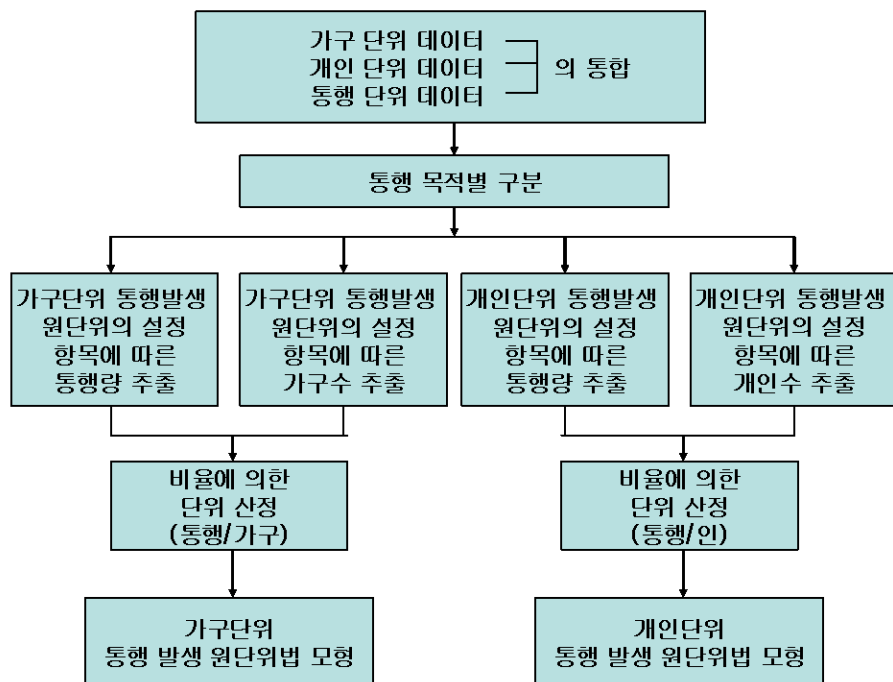 가구 단위 데이터
개인 단위 데이터
통행 단위 데이터
의 통합
통행 목적별 구분
가구단위 통행발생
원단위의 설정
항목에 따른
통행량 추출
가구단위 통행발생
원단위의 설정
항목에 따른
가구수 추출
개인단위 통행발생
원단위의 설정
항목에 따른
통행량 추출
개인단위 통행발생
원단위의 설정
항목에 따른
개인수 추출
비율에 의한
단위 산정
(통행/가구)
비율에 의한
단위 산정
(통행/인)
가구단위
통행 발생 원단위법 모형
개인단위
통행 발생 원단위법 모형